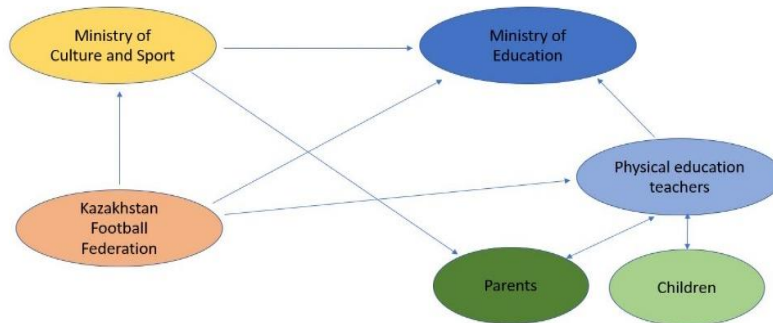 Ministry of
Culture and Sport
Ministry of
Education
Physical education
teachers
Kazakhstan
Football
Federation
Parents
Children